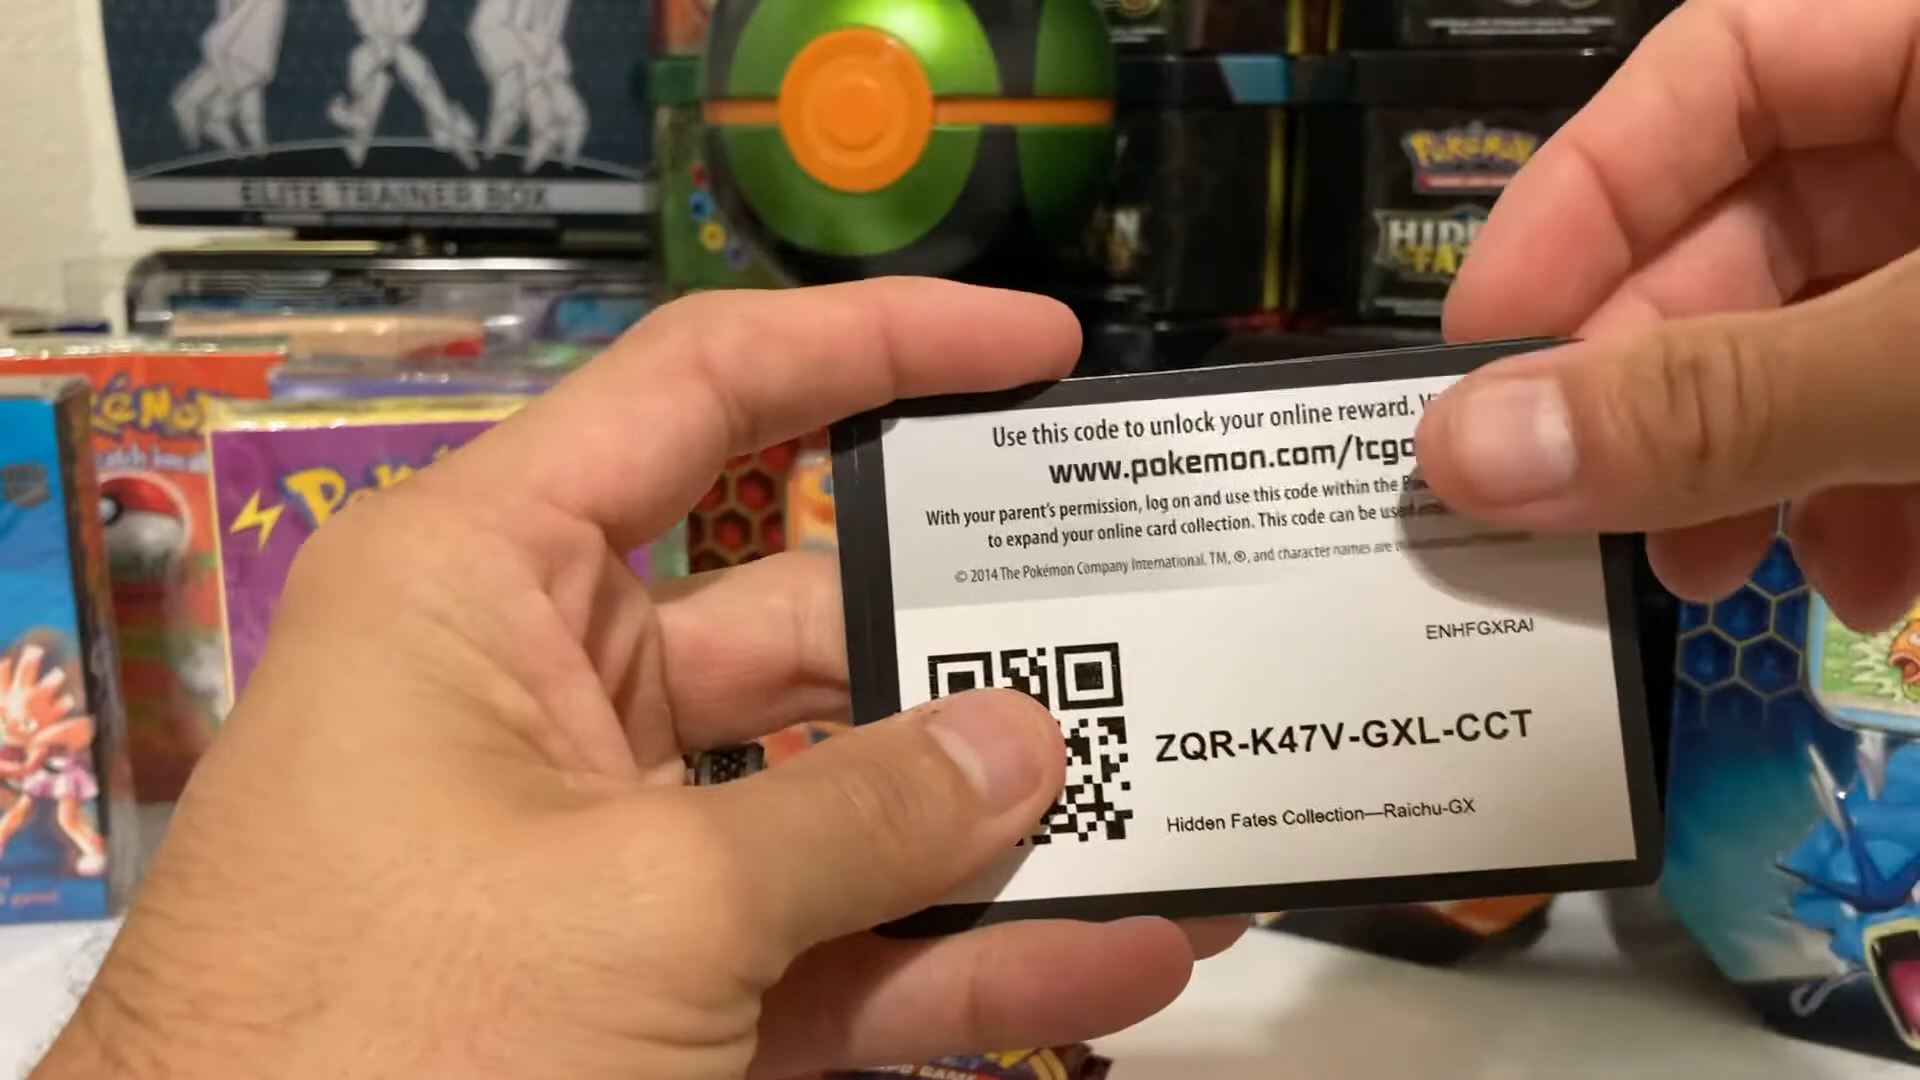 ELITE TRAINER BOX
POKÉMON
Use this code to unlock your online reward.
www.pokemon.com/tcgo
With your parent's permission, log on and use this code within the
to expand your online card collection. This code can be used
© 2014 The Pokémon Company International. TM, ®, and character names are
ENHFGXRAI
ZQR-K47V-GXL-CCT
Hidden Fates Collection—Raichu-GX